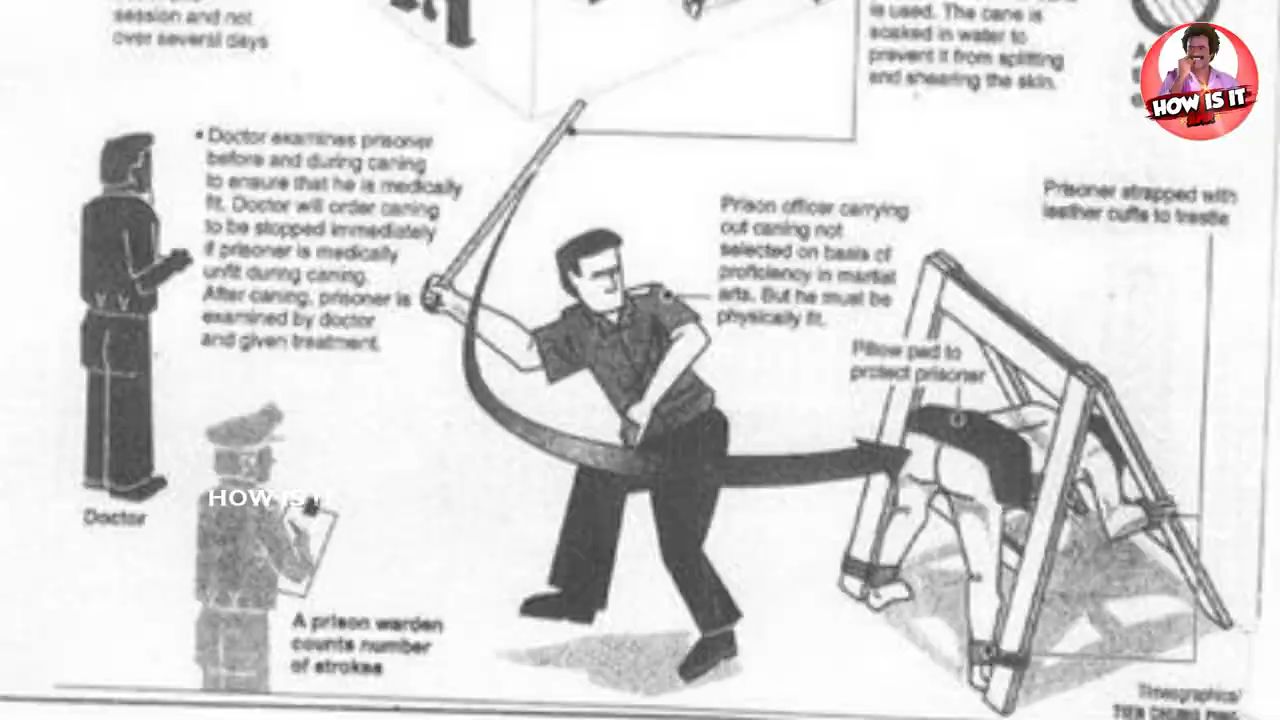 session and not
over several days
is used. The cane is
soaked in water to
prevent it from splitting
and shearing the skin.
HOW IS IT
• Doctor examines prisoner
before and during caning
to ensure that he is medically
fit. Doctor will order caning
to be stopped immediately
if prisoner is medically
unfit during caning.
After caning, prisoner is
examined by doctor
and given treatment.
Prison officer carrying
out caning not
selected on basis of
proficiency in martial
arts. But he must be
physically fit.
Prisoner strapped with
leather cuffs to trestle
Pillow pad to
protect prisoner
Doctor
HOW IS IT
A prison warden
counts number
of strokes